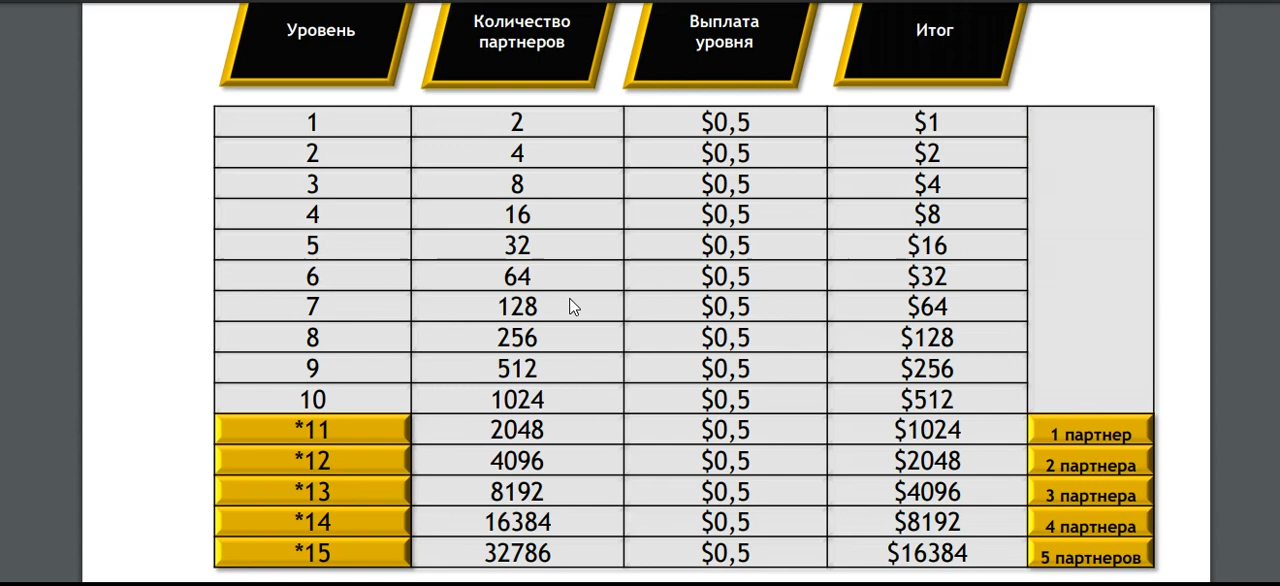 Уровень Количество партнеров Выплата уровня Итог
1 2 $0,5 $1
2 4 $0,5 $2
3 8 $0,5 $4
4 16 $0,5 $8
5 32 $0,5 $16
6 64 $0,5 $32
7 128 $0,5 $64
8 256 $0,5 $128
9 512 $0,5 $256
10 1024 $0,5 $512
*11 2048 $0,5 $1024 1 партнер
*12 4096 $0,5 $2048 2 партнера
*13 8192 $0,5 $4096 3 партнера
*14 16384 $0,5 $8192 4 партнера
*15 32786 $0,5 $16384 5 партнеров